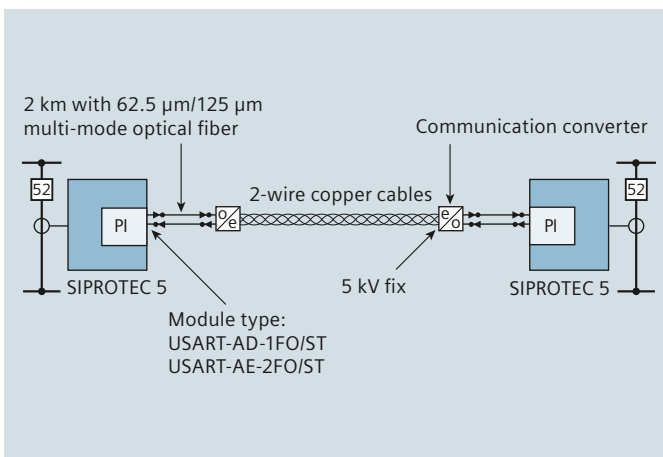 2 km with 62.5 µm/125 µm
multi-mode optical fiber
Communication converter
52
PI
o/e
2-wire copper cables
e/o
PI
52
SIPROTEC 5
5 kV fix
SIPROTEC 5
Module type:
USART-AD-1FO/ST
USART-AE-2FO/ST